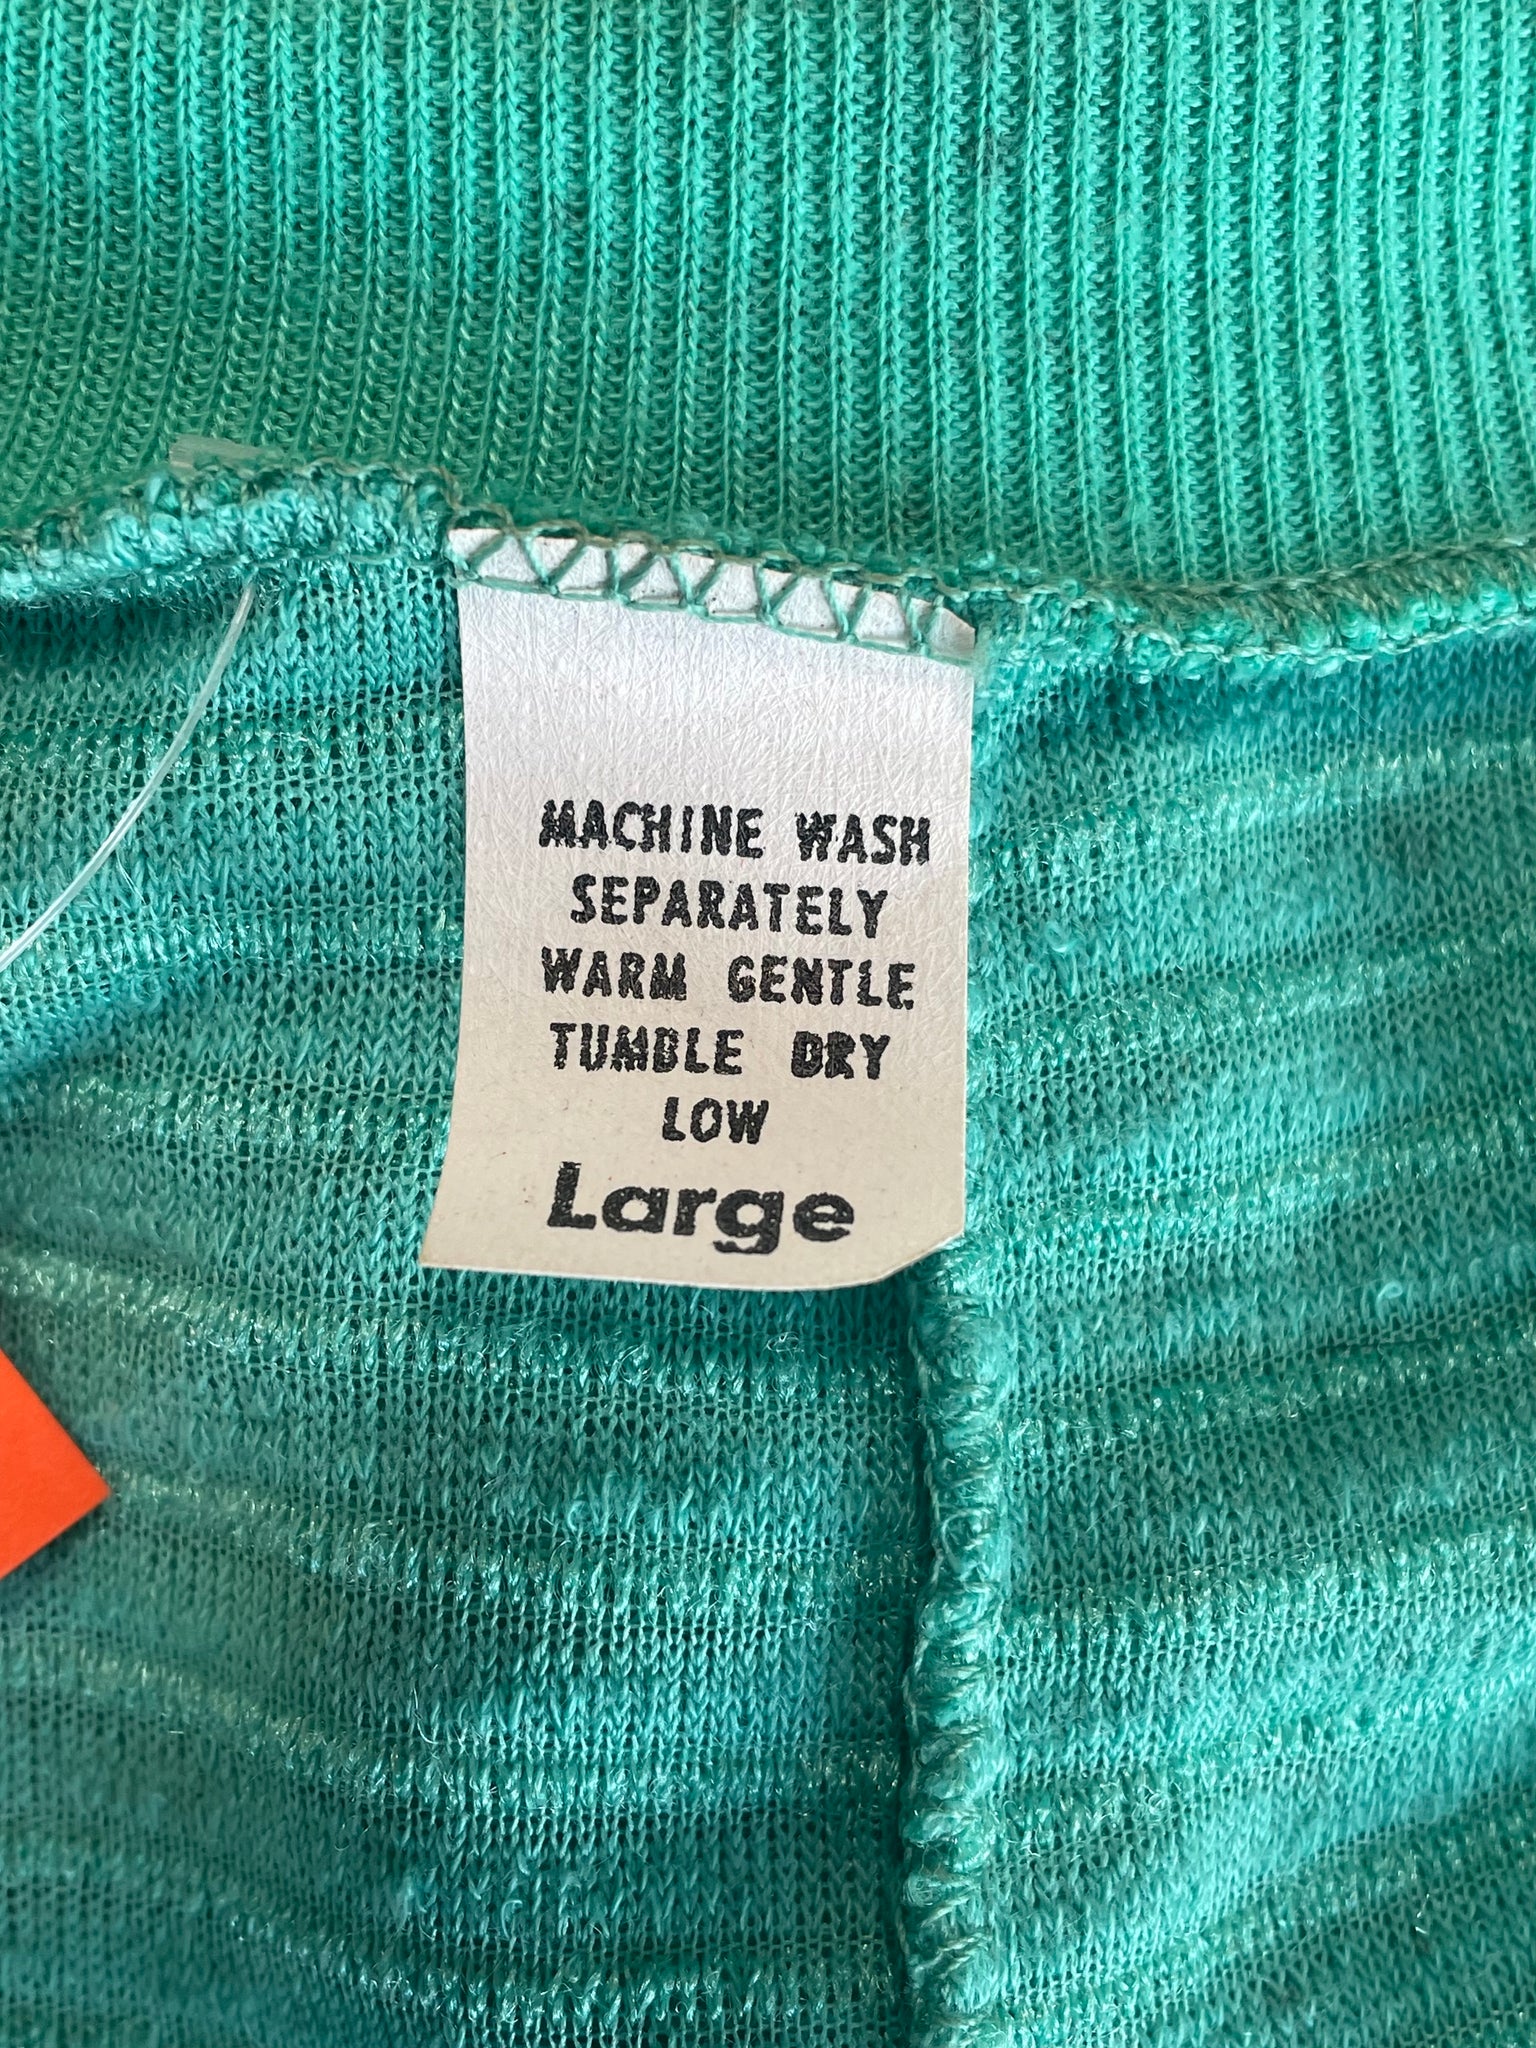 MACHINE WASH
SEPARATELY
WARM GENTLE
TUMBLE DRY
LOW
Large